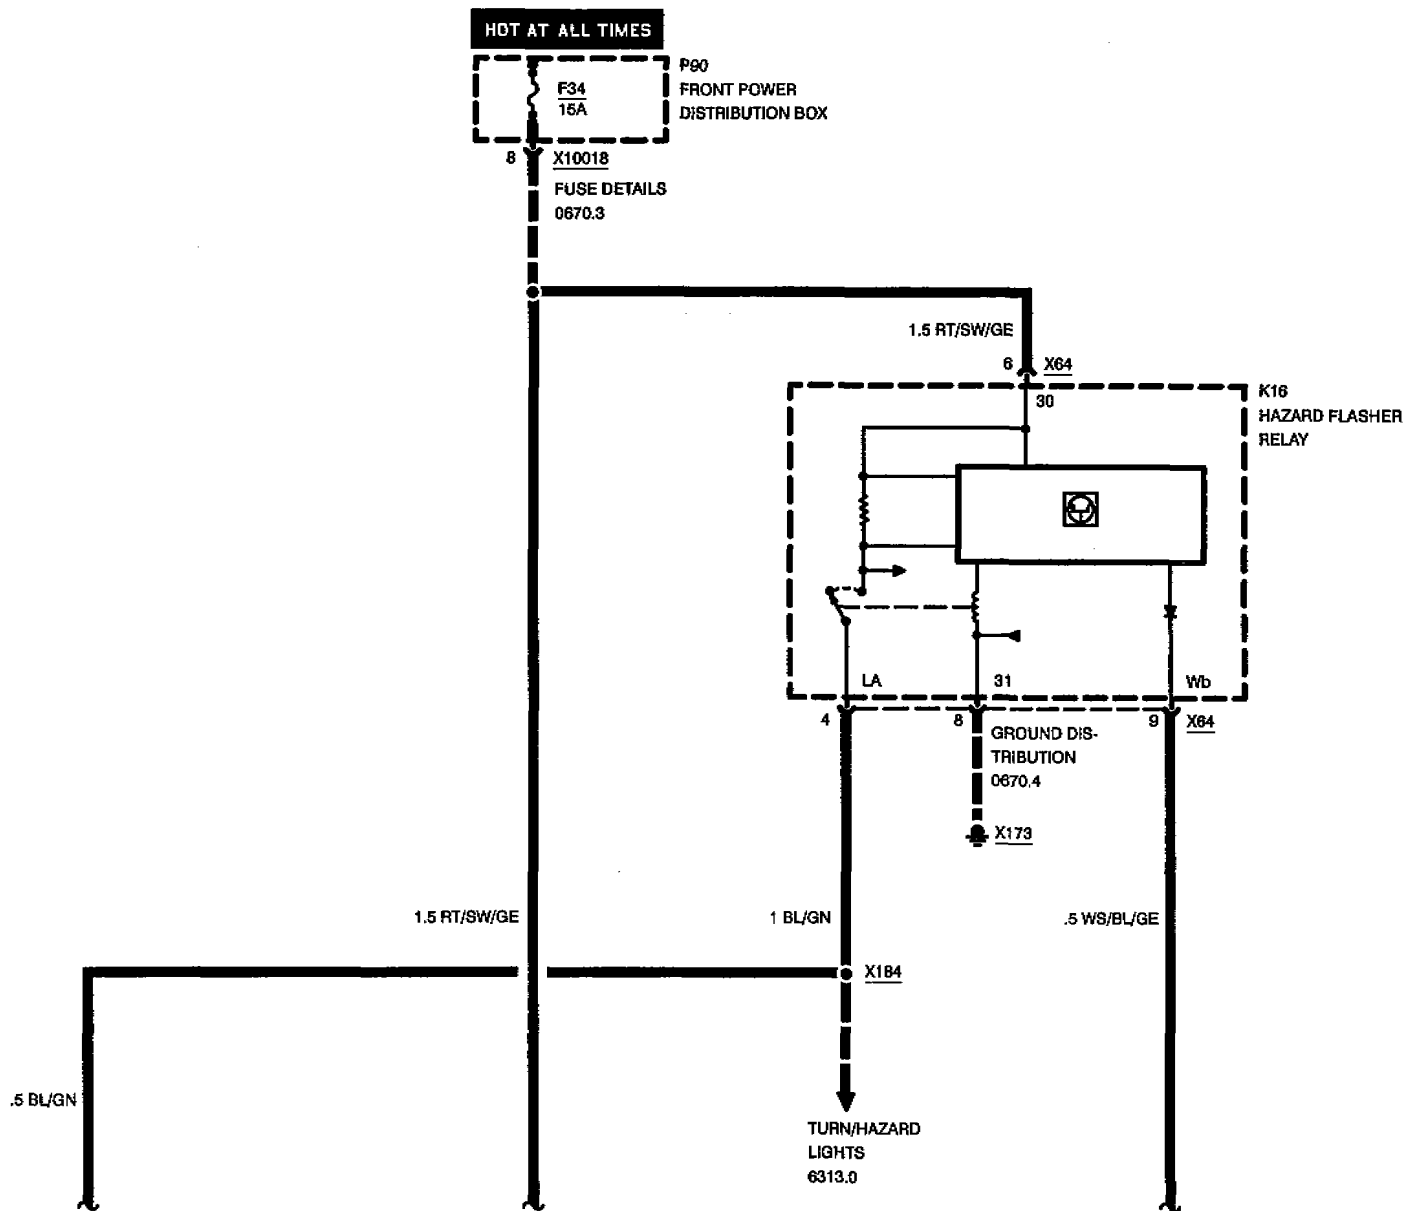 HOT AT ALL TIMES
P90
FRONT POWER
DISTRIBUTION BOX
F34
15A
8 X10018
FUSE DETAILS
0670.3
1.5 RT/SW/GE
6 X64
30
K16
HAZARD FLASHER
RELAY
LA 31 Wb
4 8 9 X64
GROUND DIS-
TRIBUTION
0670.4
X173
1.5 RT/SW/GE 1 BL/GN .5 WS/BL/GE
X184
.5 BL/GN
TURN/HAZARD
LIGHTS
6313.0